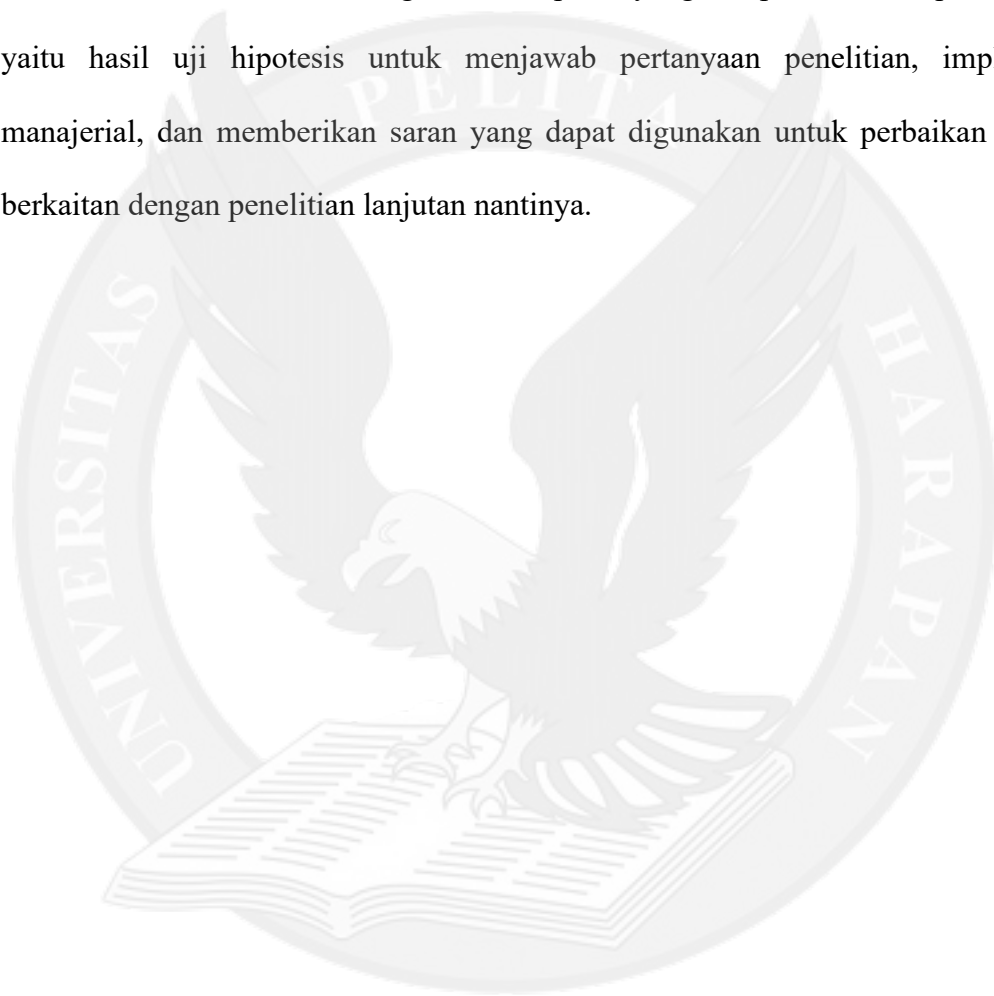 yaitu hasil uji hipotesis untuk menjawab pertanyaan penelitian,
manajerial, dan memberikan saran yang dapat digunakan untuk perbaikan
berkaitan dengan penelitian lanjutan nantinya.
UNIVERSITAS PELITA HARAPAN